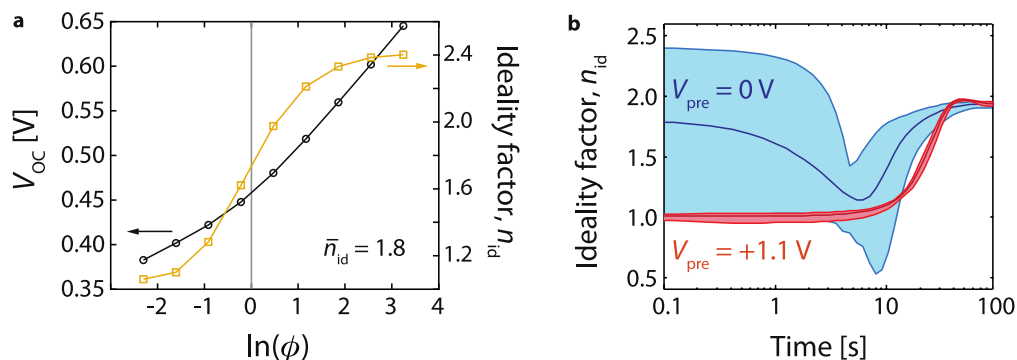 a
0.65
0.60
0.55
0.50
0.45
0.40
0.35
V_OC [V]
2.4
2.0
1.6
1.2
Ideality factor, n_id
n̄_id = 1.8
-2 -1 0 1 2 3 4
ln(ϕ)
b
2.5
2.0
1.5
1.0
0.5
Ideality factor, n_id
V_pre = 0 V
V_pre = +1.1 V
0.1 1 10 100
Time [s]